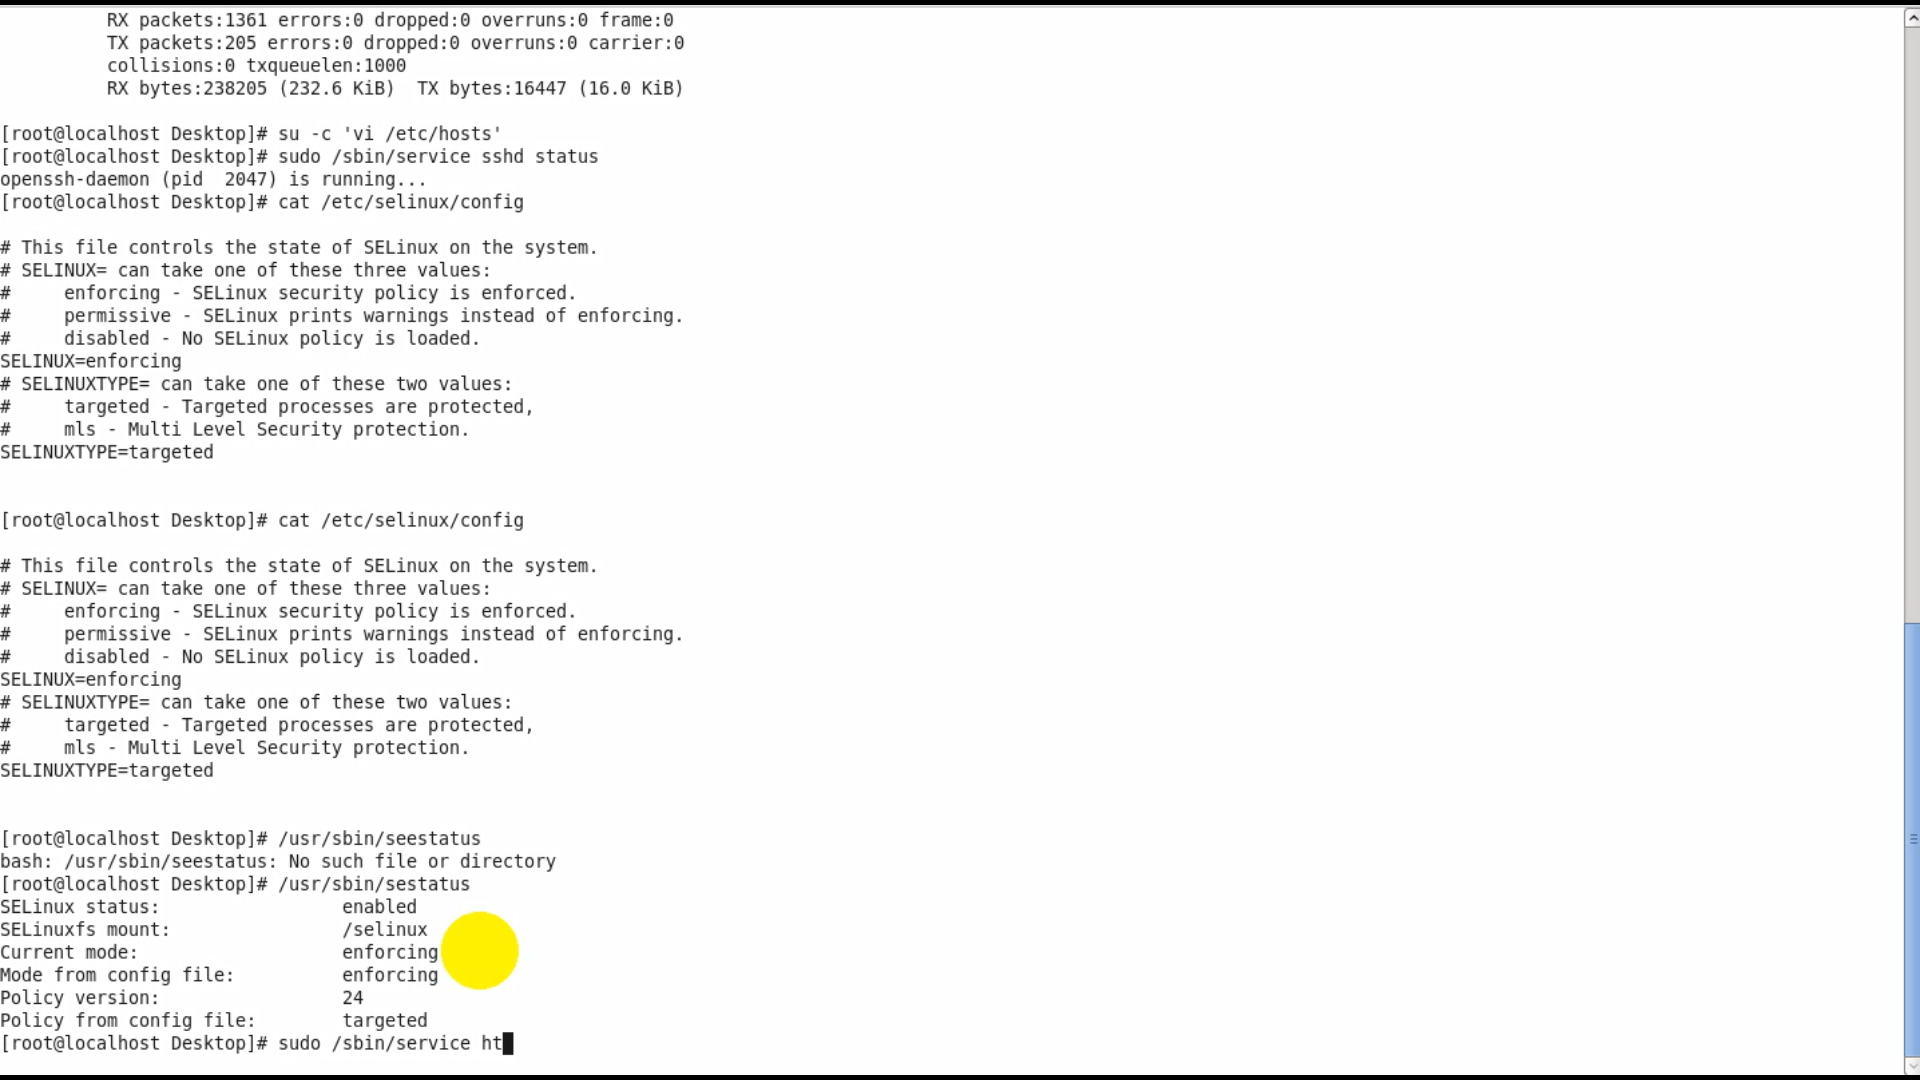 RX packets:1361 errors:0 dropped:0 overruns:0 frame:0
TX packets:205 errors:0 dropped:0 overruns:0 carrier:0
collisions:0 txqueuelen:1000
RX bytes:238205 (232.6 KiB)  TX bytes:16447 (16.0 KiB)
[root@localhost Desktop]# su -c 'vi /etc/hosts'
[root@localhost Desktop]# sudo /sbin/service sshd status
openssh-daemon (pid  2047) is running...
[root@localhost Desktop]# cat /etc/selinux/config
# This file controls the state of SELinux on the system.
# SELINUX= can take one of these three values:
#     enforcing - SELinux security policy is enforced.
#     permissive - SELinux prints warnings instead of enforcing.
#     disabled - No SELinux policy is loaded.
SELINUX=enforcing
# SELINUXTYPE= can take one of these two values:
#     targeted - Targeted processes are protected,
#     mls - Multi Level Security protection.
SELINUXTYPE=targeted
[root@localhost Desktop]# cat /etc/selinux/config
# This file controls the state of SELinux on the system.
# SELINUX= can take one of these three values:
#     enforcing - SELinux security policy is enforced.
#     permissive - SELinux prints warnings instead of enforcing.
#     disabled - No SELinux policy is loaded.
SELINUX=enforcing
# SELINUXTYPE= can take one of these two values:
#     targeted - Targeted processes are protected,
#     mls - Multi Level Security protection.
SELINUXTYPE=targeted
[root@localhost Desktop]# /usr/sbin/seestatus
bash: /usr/sbin/seestatus: No such file or directory
[root@localhost Desktop]# /usr/sbin/sestatus
SELinux status:                 enabled
SELinuxfs mount:                /selinux
Current mode:                   enforcing
Mode from config file:          enforcing
Policy version:                 24
Policy from config file:        targeted
[root@localhost Desktop]# sudo /sbin/service ht